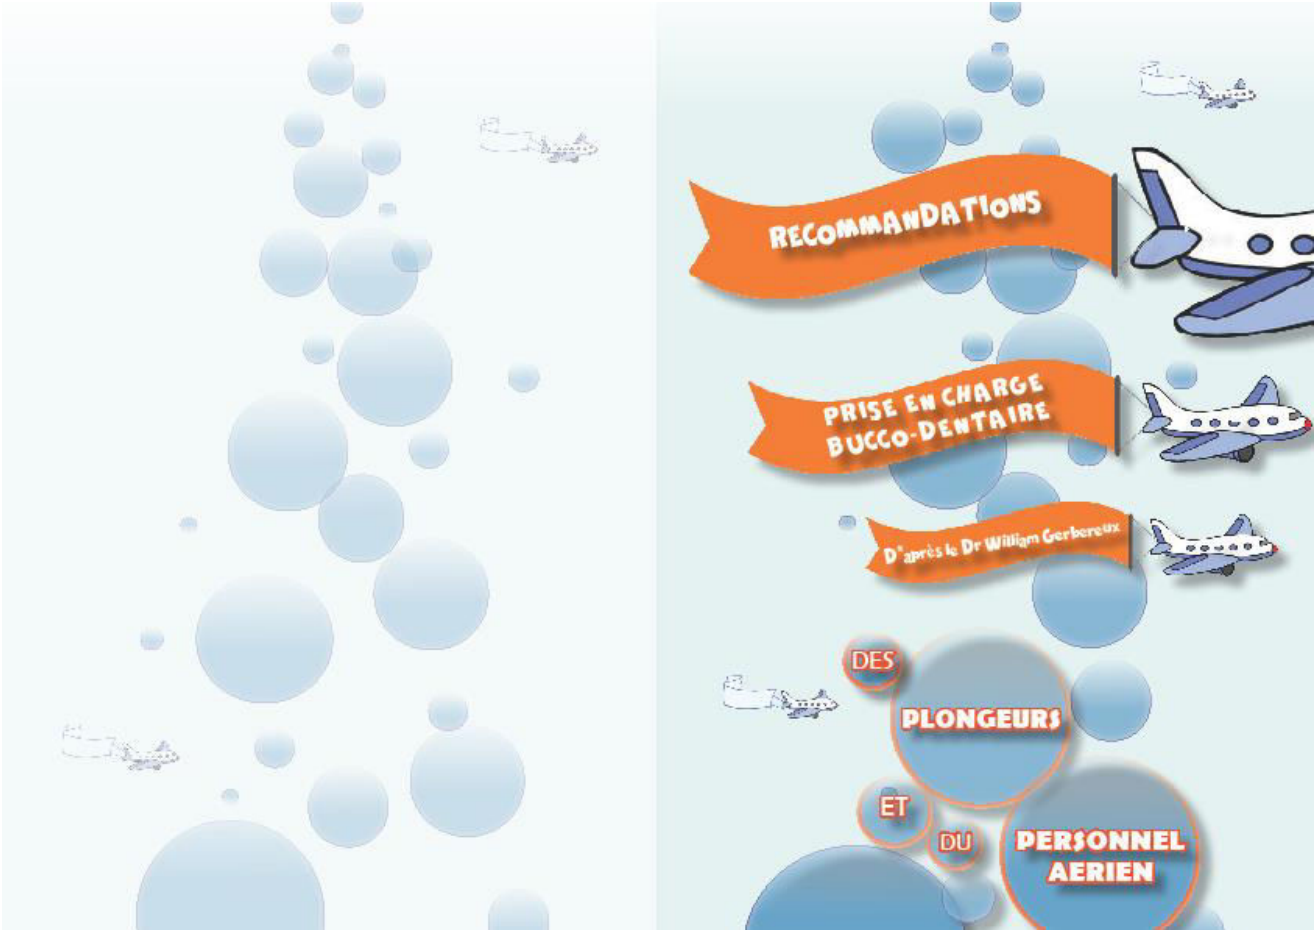 RECOMMANDATIONS
PRISE EN CHARGE
BUCCO-DENTAIRE
D'après le Dr William Gerbereux
DES
PLONGEURS
ET
DU
PERSONNEL
AERIEN